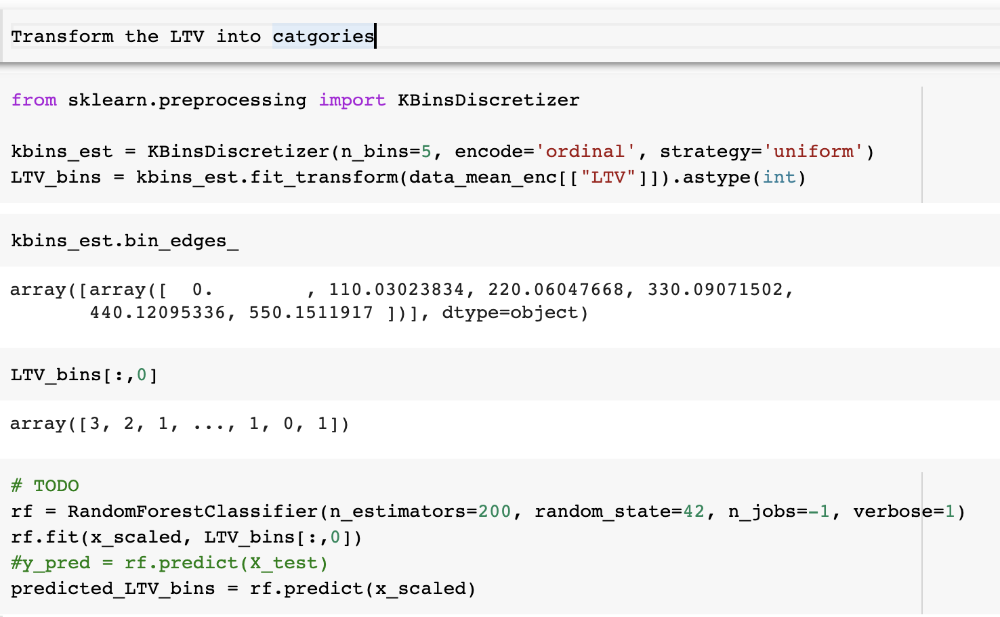 Transform the LTV into catgories
from sklearn.preprocessing import KBinsDiscretizer
kbins_est = KBinsDiscretizer(n_bins=5, encode='ordinal', strategy='uniform')
LTV_bins = kbins_est.fit_transform(data_mean_enc[["LTV"]]).astype(int)
kbins_est.bin_edges_
array([array([  0.        , 110.03023834, 220.06047668, 330.09071502,
       440.12095336, 550.1511917 ])], dtype=object)
LTV_bins[:,0]
array([3, 2, 1, ..., 1, 0, 1])
# TODO
rf = RandomForestClassifier(n_estimators=200, random_state=42, n_jobs=-1, verbose=1)
rf.fit(x_scaled, LTV_bins[:,0])
#y_pred = rf.predict(X_test)
predicted_LTV_bins = rf.predict(x_scaled)